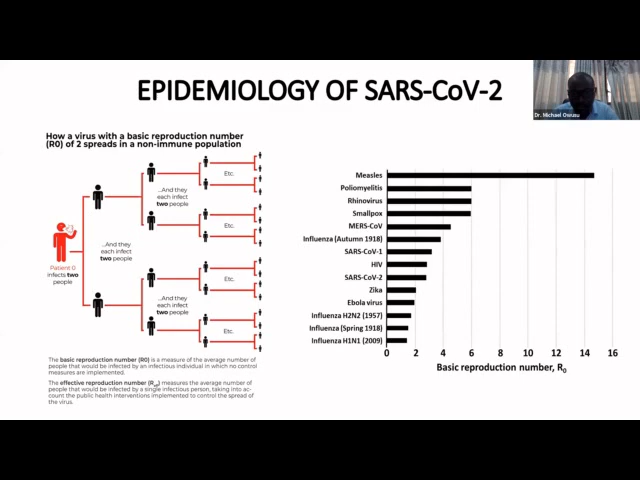 EPIDEMIOLOGY OF SARS-CoV-2
Dr. Michael Owusu
How a virus with a basic reproduction number
(R0) of 2 spreads in a non-immune population
Patient 0
infects two
people
...And they
each infect
two people
...And they
each infect
two people
...And they
each infect
two people
Etc.
Etc.
Etc.
Etc.
The basic reproduction number (R0) is a measure of the average number of
people that would be infected by an infectious individual in which no control
measures are implemented.
The effective reproduction number (Reff) measures the average number of
people that would be infected by a single infectious person, taking into ac-
count the public health interventions implemented to control the spread of
the virus.
Measles
Poliomyelitis
Rhinovirus
Smallpox
MERS-CoV
Influenza (Autumn 1918)
SARS-CoV-1
HIV
SARS-CoV-2
Zika
Ebola virus
Influenza H2N2 (1957)
Influenza (Spring 1918)
Influenza H1N1 (2009)
0 2 4 6 8 10 12 14 16
Basic reproduction number, R0